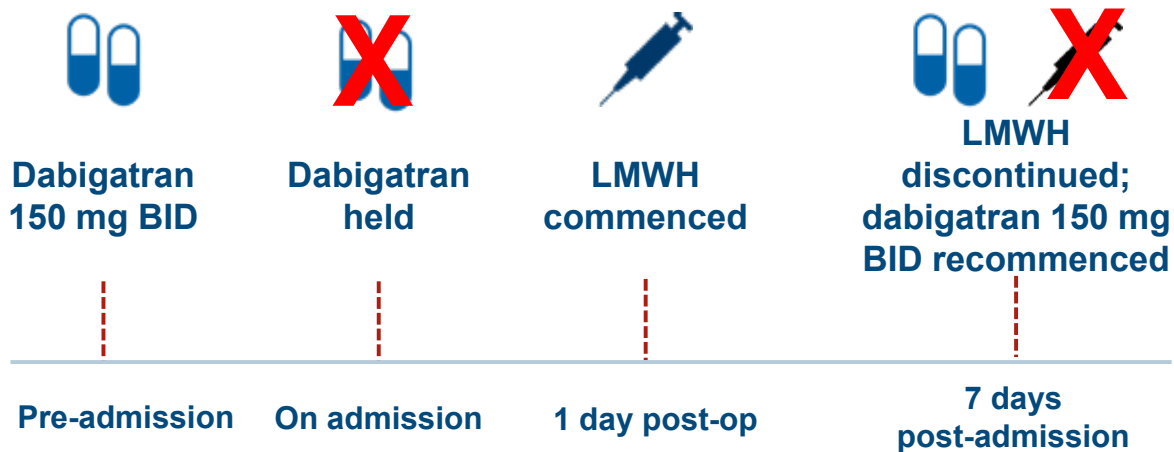 Dabigatran
150 mg BID
Dabigatran
held
LMWH
commenced
LMWH
discontinued;
dabigatran 150 mg
BID recommenced
Pre-admission
On admission
1 day post-op
7 days
post-admission